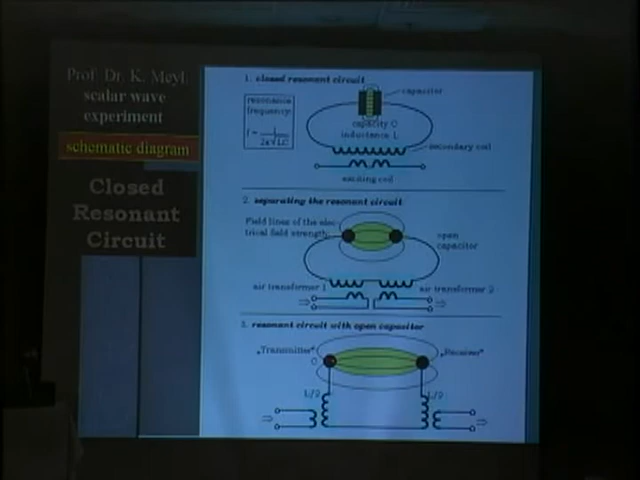 Prof. Dr. K. Meyl
scalar wave
experiment
schematic diagram
Closed
Resonant
Circuit
1. closed resonant circuit
capacitor
resonance
frequency:
capacity C
inductance L
secondary coil
exciting coil
2. separating the resonant circuit
Field lines of the elec-
trical field strength:
open
capacitor
air transformer 1
air transformer 2
3. resonant circuit with open capacitor
„Transmitter“
„Receiver“
C
L/2
L/2